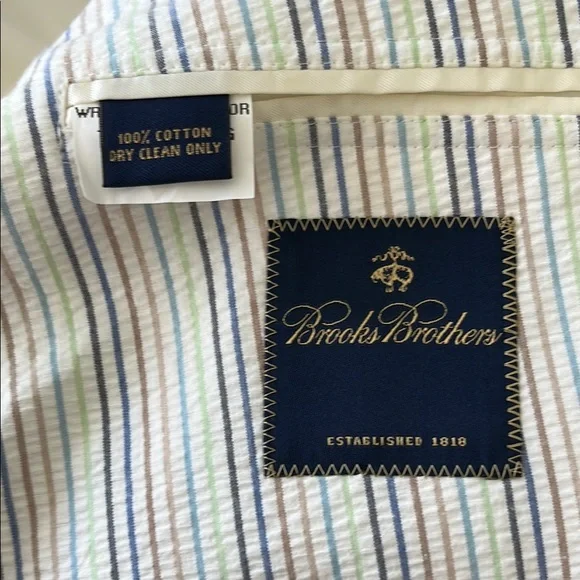 100% COTTON
DRY CLEAN ONLY
Brooks Brothers
ESTABLISHED 1818